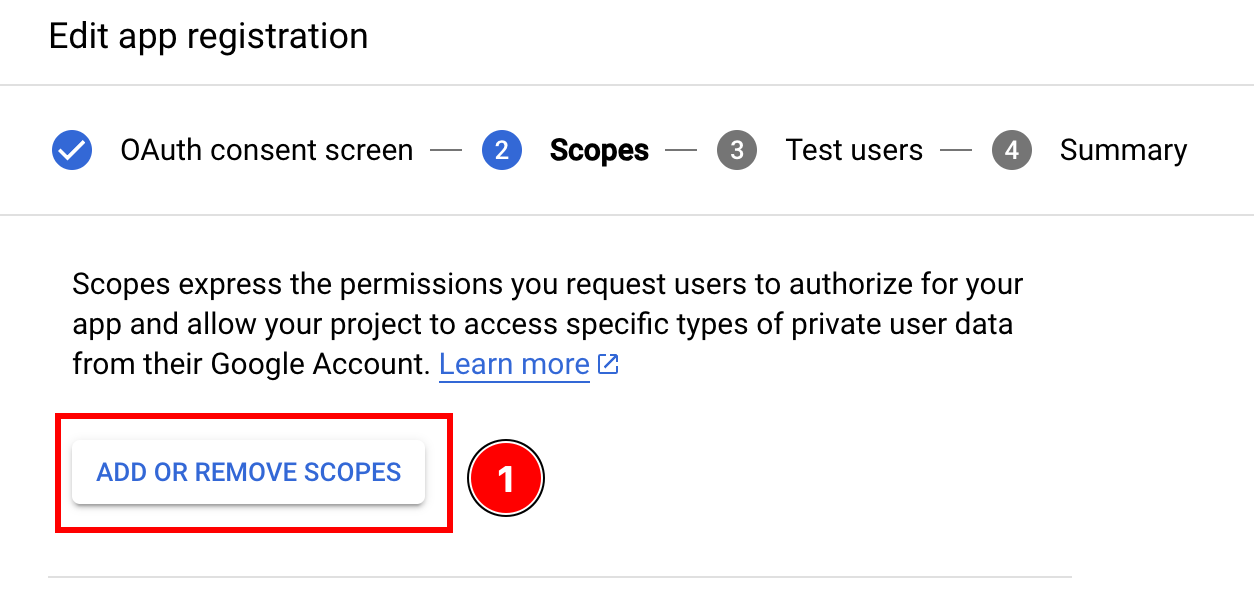 Edit app registration
OAuth consent screen — 2 Scopes — 3 Test users — 4 Summary
Scopes express the permissions you request users to authorize for your
app and allow your project to access specific types of private user data
from their Google Account. Learn more
ADD OR REMOVE SCOPES 1